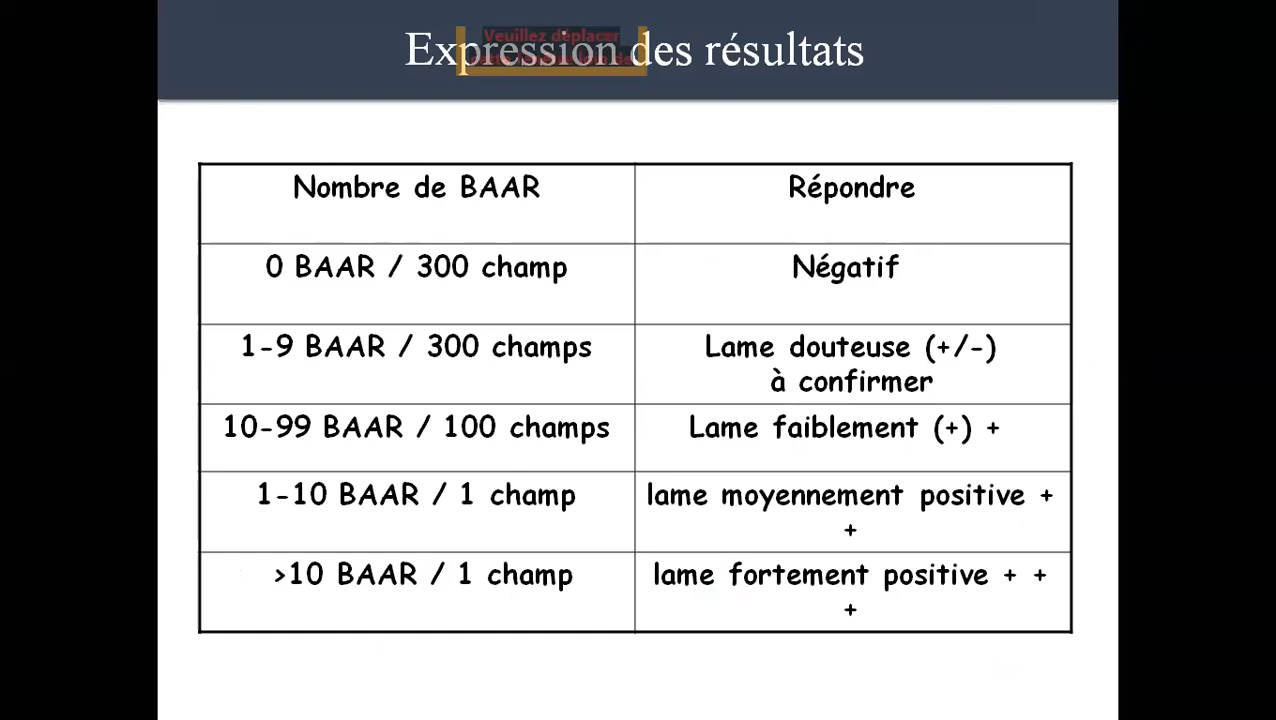 Expression des résultats
Veuillez déplacer
Nombre de BAAR
Répondre
0 BAAR / 300 champ
Négatif
1-9 BAAR / 300 champs
Lame douteuse (+/-)
à confirmer
10-99 BAAR / 100 champs
Lame faiblement (+) +
1-10 BAAR / 1 champ
lame moyennement positive +
+
>10 BAAR / 1 champ
lame fortement positive + +
+